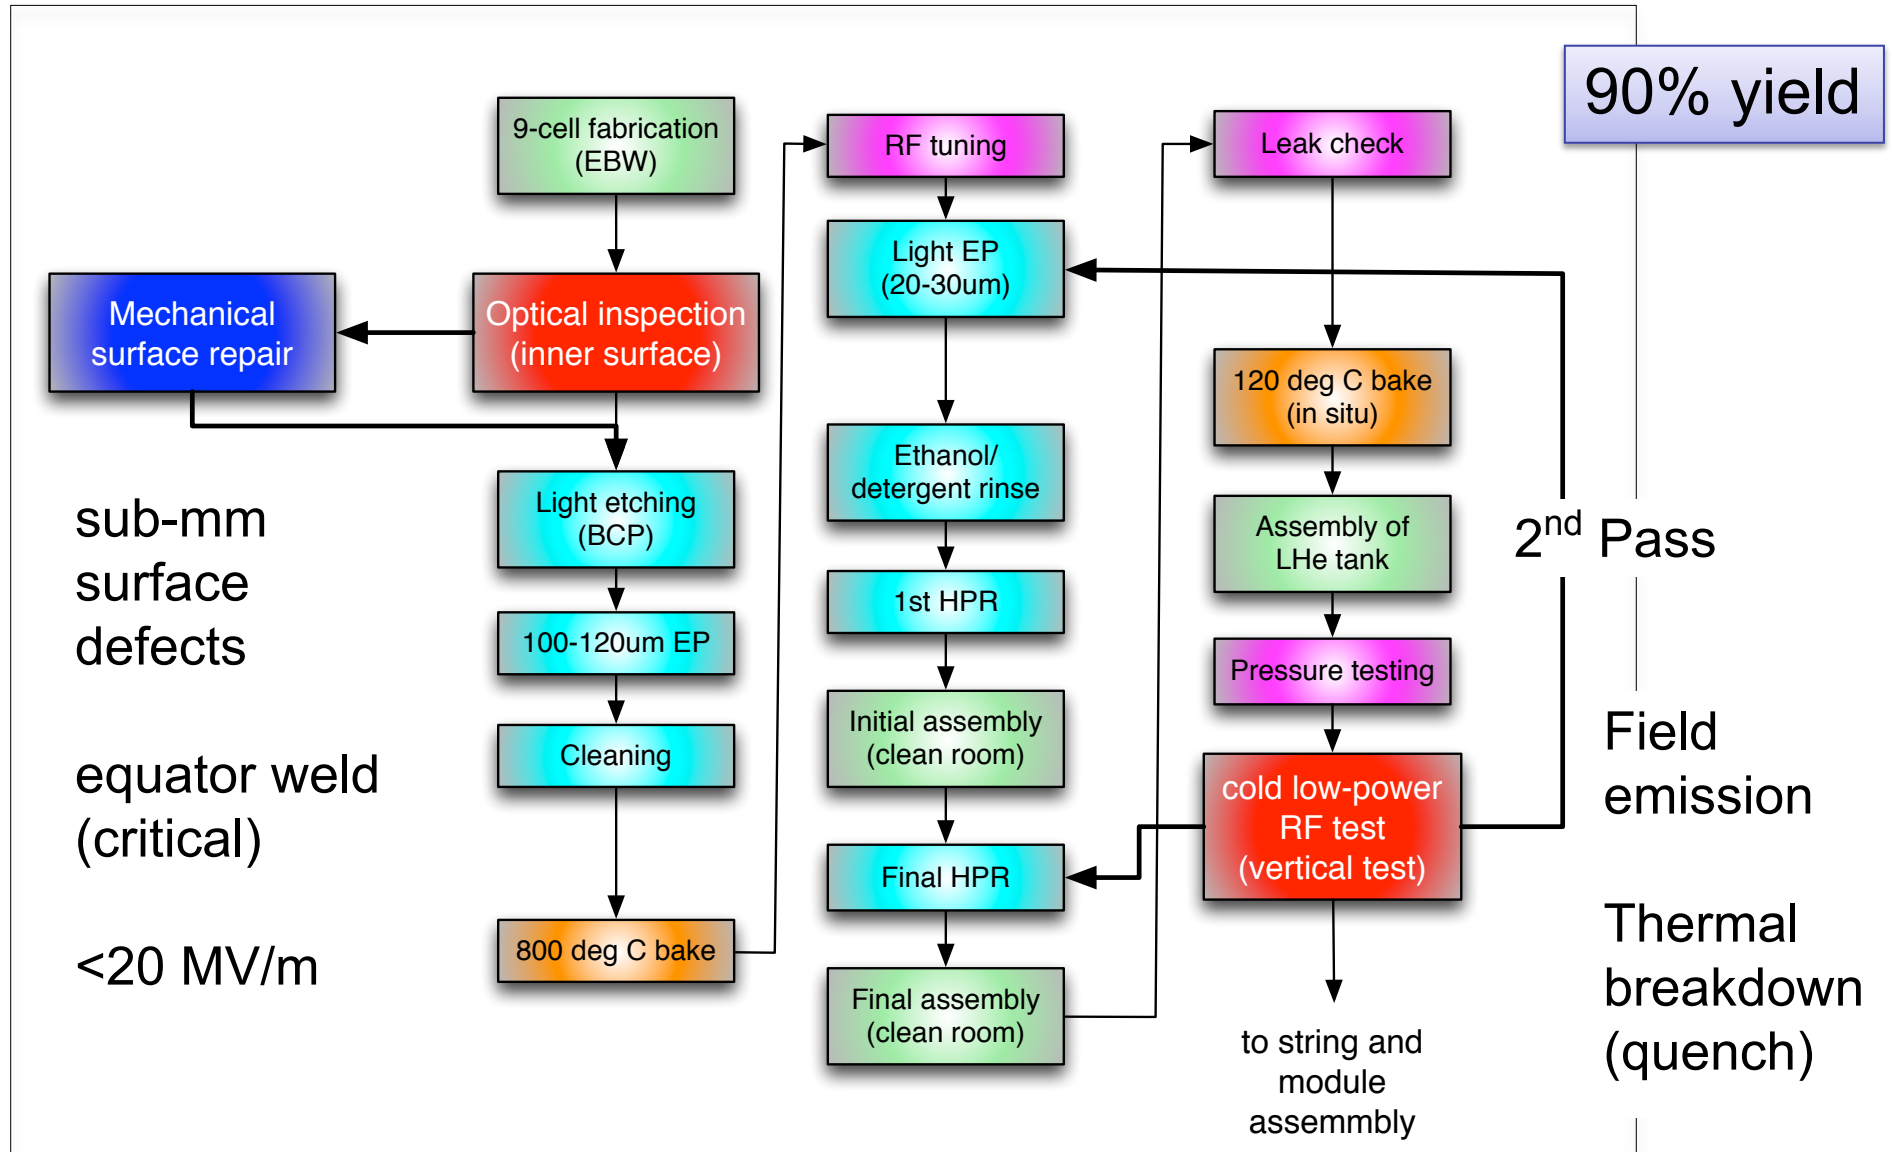 90% yield
9-cell fabrication
(EBW)
Optical inspection
(inner surface)
Mechanical
surface repair
Light etching
(BCP)
100-120um EP
Cleaning
800 deg C bake
RF tuning
Light EP
(20-30um)
Ethanol/
detergent rinse
1st HPR
Initial assembly
(clean room)
Final HPR
Final assembly
(clean room)
Leak check
120 deg C bake
(in situ)
Assembly of
LHe tank
Pressure testing
cold low-power
RF test
(vertical test)
to string and
module
assemmbly
sub-mm
surface
defects
equator weld
(critical)
<20 MV/m
2nd Pass
Field
emission
Thermal
breakdown
(quench)